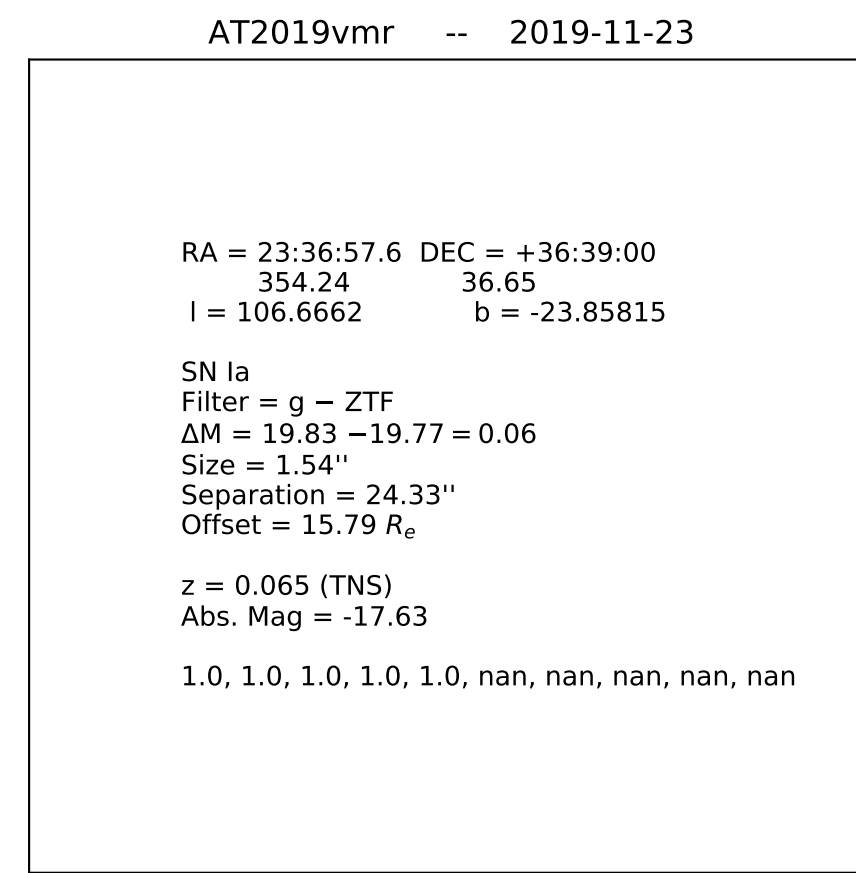 AT2019vmr -- 2019-11-23
RA = 23:36:57.6 DEC = +36:39:00
354.24 36.65
l = 106.6662 b = -23.85815
SN Ia
Filter = g − ZTF
ΔM = 19.83 −19.77 = 0.06
Size = 1.54''
Separation = 24.33''
Offset = 15.79 Rₑ
z = 0.065 (TNS)
Abs. Mag = -17.63
1.0, 1.0, 1.0, 1.0, 1.0, nan, nan, nan, nan, nan